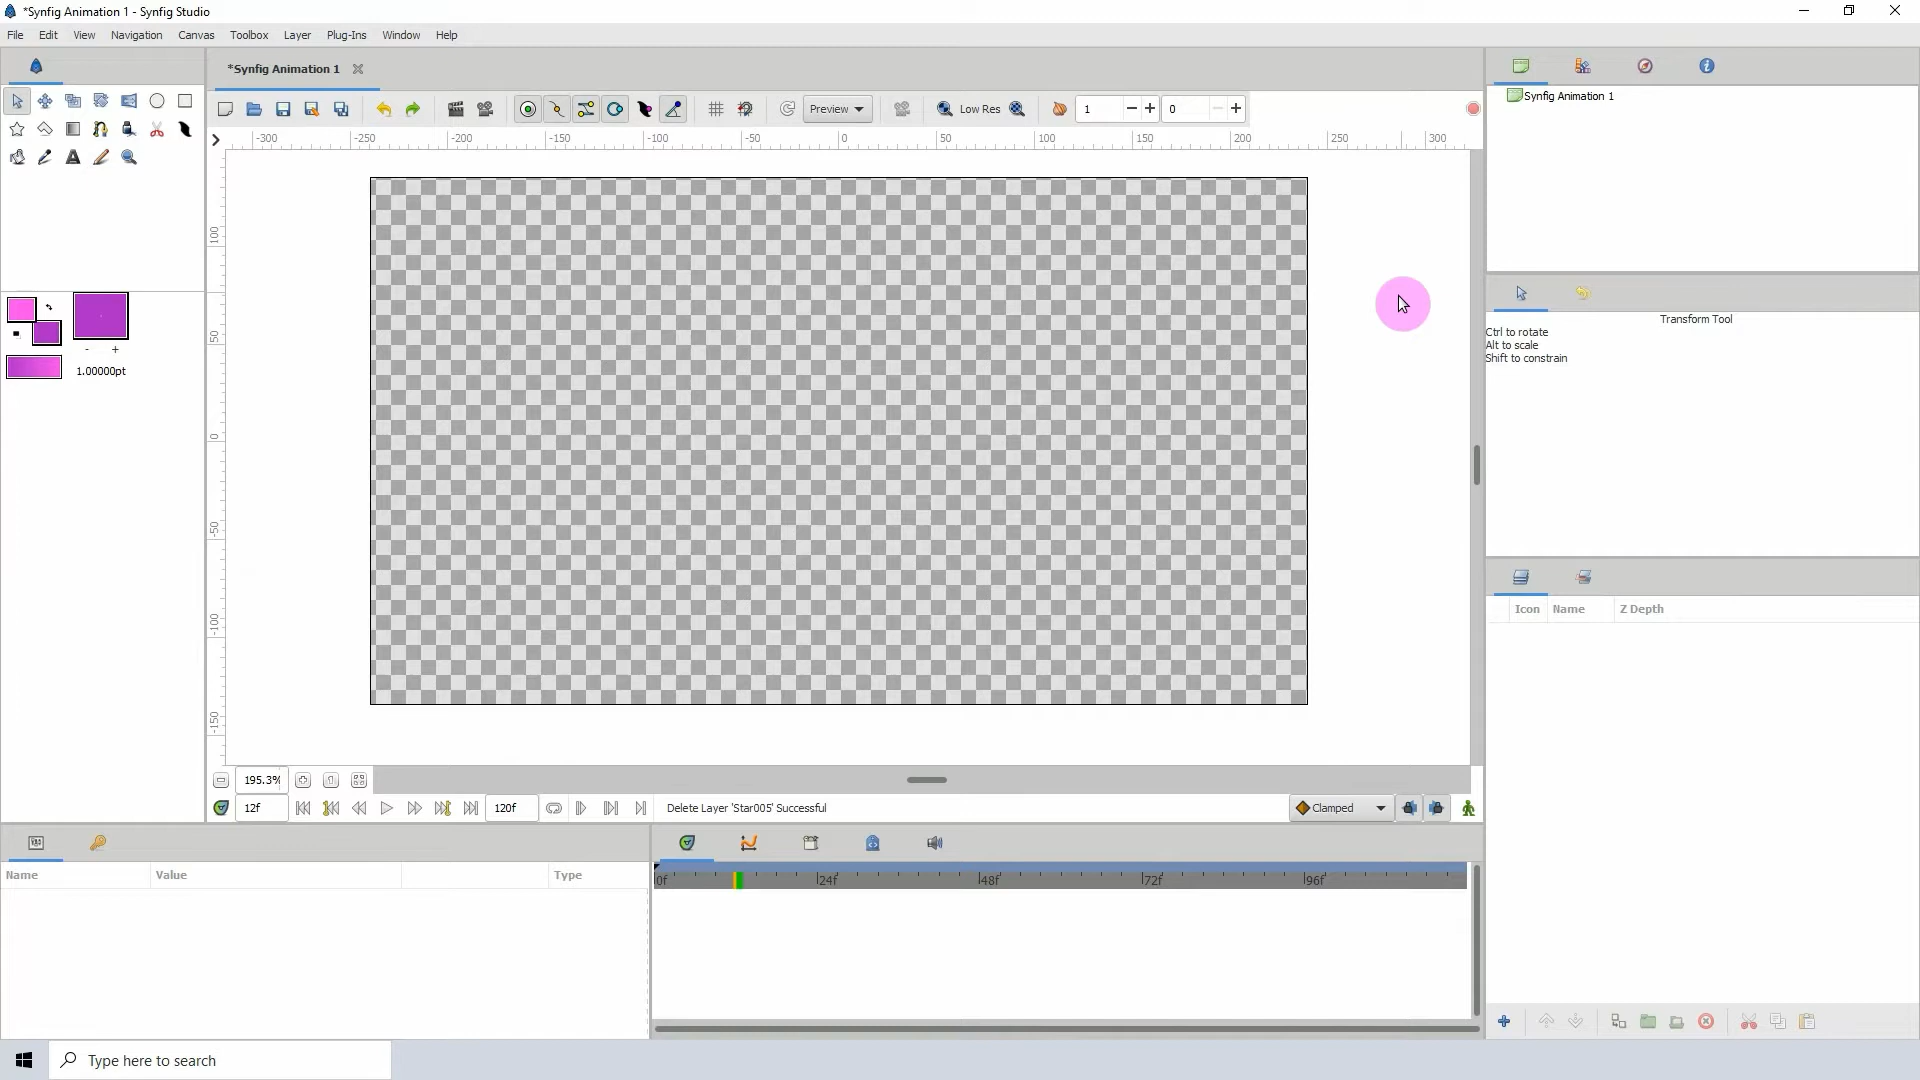 *Synfig Animation 1 - Synfig Studio
File Edit View Navigation Canvas Toolbox Layer Plug-Ins Window Help
*Synfig Animation 1
Preview
Low Res
1
0
-300 -250 -200 -150 -100 -50 0 50 100 150 200 250 300
100
50
0
-50
-100
-150
1.00000pt
Synfig Animation 1
Transform Tool
Ctrl to rotate
Alt to scale
Shift to constrain
Icon Name Z Depth
195.3%
12f
120f
Delete Layer 'Star005' Successful
Clamped
Name Value Type
0f 24f 48f 72f 96f
Type here to search